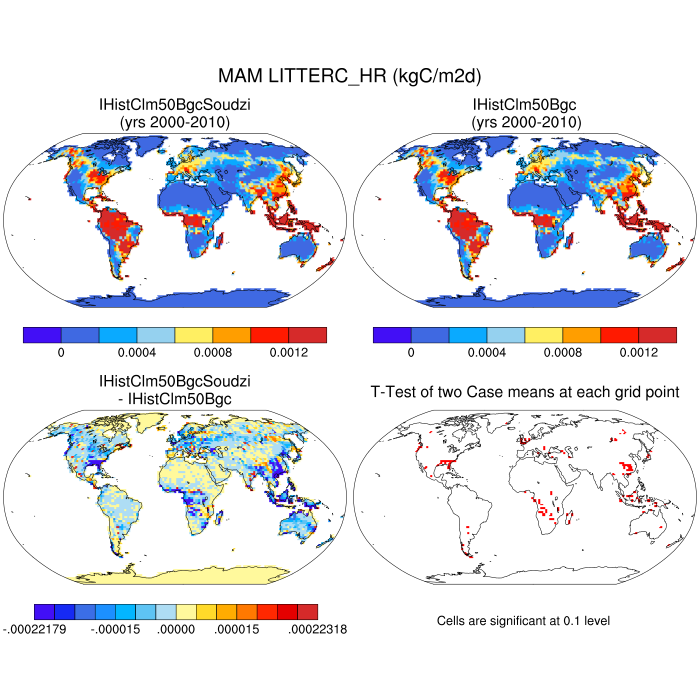 MAM LITTERC_HR (kgC/m2d)
IHistClm50BgcSoudzi
(yrs 2000-2010)
IHistClm50Bgc
(yrs 2000-2010)
0 0.0004 0.0008 0.0012
0 0.0004 0.0008 0.0012
IHistClm50BgcSoudzi
- IHistClm50Bgc
T-Test of two Case means at each grid point
-.00022179 -.000015 .00000 .000015 .00022318
Cells are significant at 0.1 level